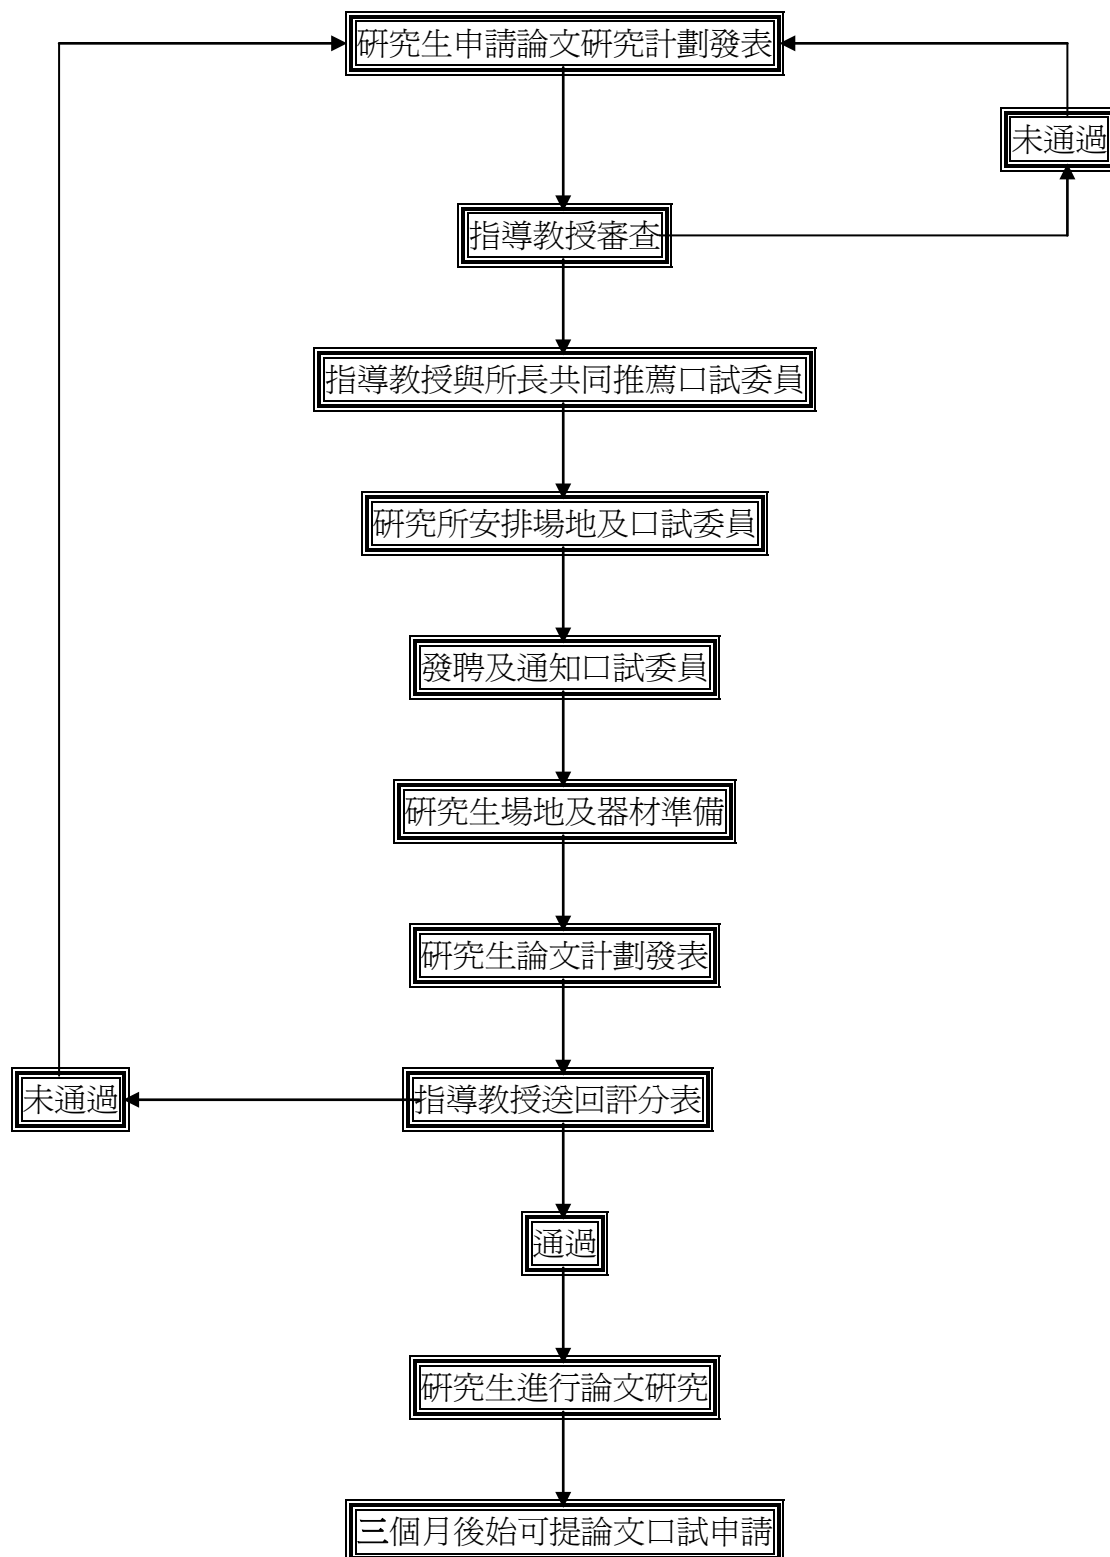 研究生申請論文研究計劃發表
未通過
指導教授審查
指導教授與所長共同推薦口試委員
研究所安排場地及口試委員
發聘及通知口試委員
研究生場地及器材準備
研究生論文計劃發表
未通過
指導教授送回評分表
通過
研究生進行論文研究
三個月後始可提論文口試申請